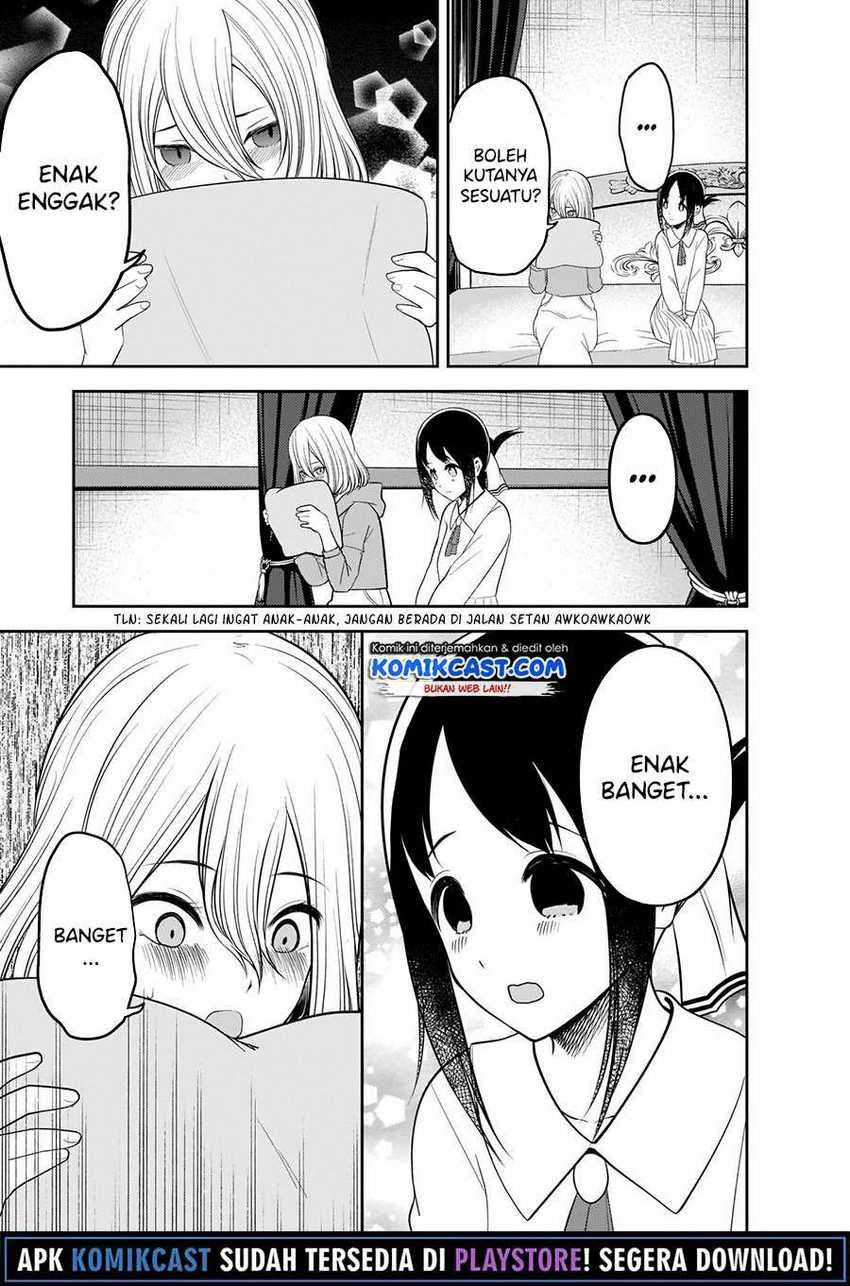 ...
BOLEH
KUTANYA
SESUATU?
ENAK
ENGGAK?
...
TLN: SEKALI LAGI INGAT ANAK-ANAK, JANGAN BERADA DI JALAN SETAN AWKOAWKAOWK
Komik ini diterjemahkan & diedit oleh
KOMIKCAST.COM
BUKAN WEB LAIN!!
ENAK
BANGET...
BANGET
...
APK KOMIKCAST SUDAH TERSEDIA DI PLAYSTORE! SEGERA DOWNLOAD!